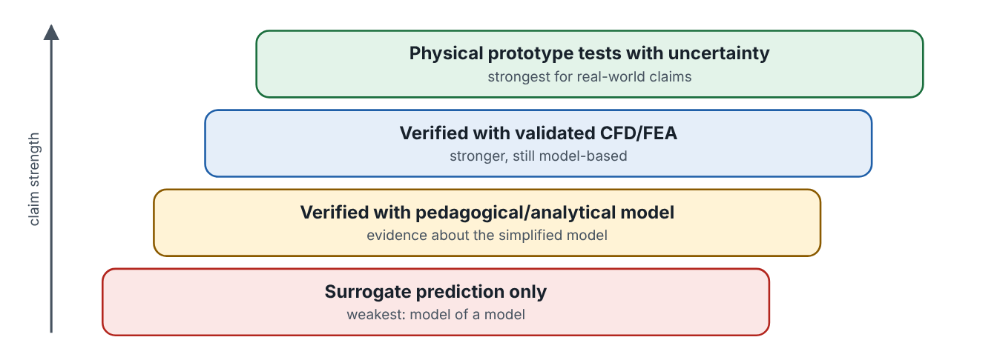 Physical prototype tests with uncertainty
strongest for real-world claims
Verified with validated CFD/FEA
stronger, still model-based
claim strength
Verified with pedagogical/analytical model
evidence about the simplified model
Surrogate prediction only
weakest: model of a model